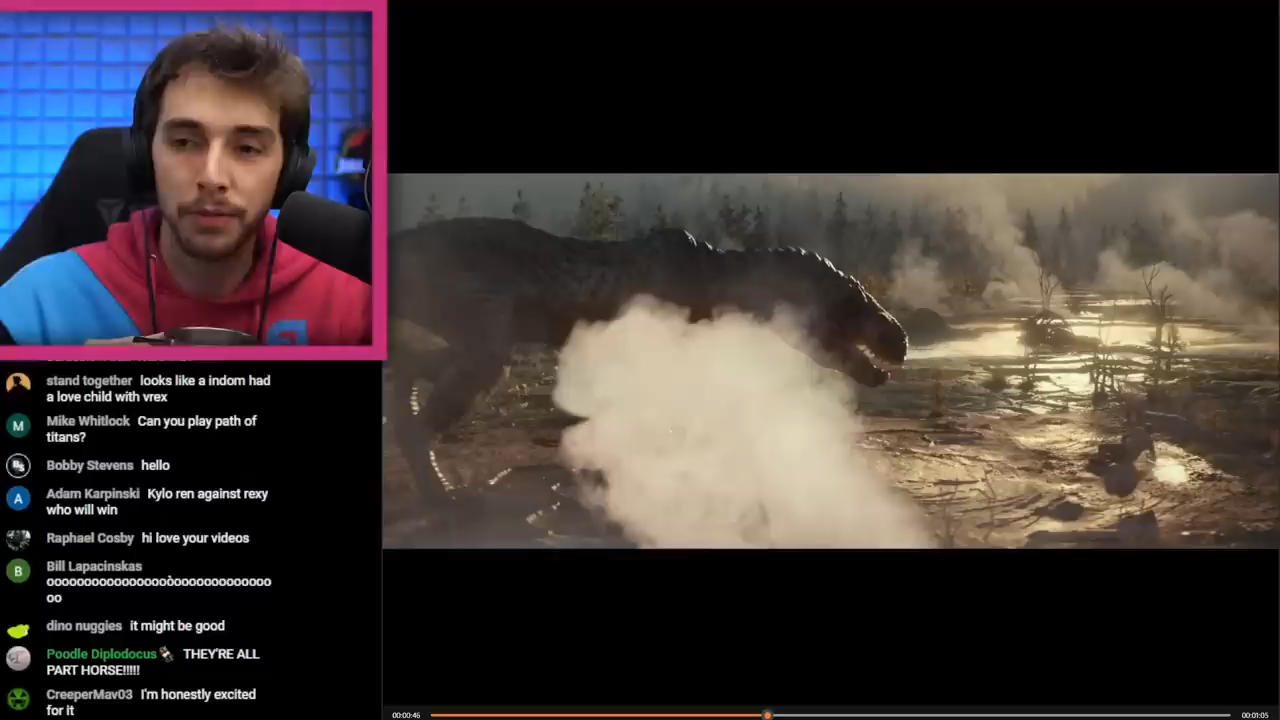 stand together looks like a indom had
a love child with vrex
Mike Whitlock Can you play path of
titans?
Bobby Stevens hello
Adam Karpinski Kylo ren against rexy
who will win
Raphael Cosby hi love your videos
Bill Lapacinskas
oooooooooooooooooòoooooooooooooo
oo
dino nuggies it might be good
Poodle Diplodocus THEY'RE ALL
PART HORSE!!!!!
CreeperMav03 I'm honestly excited
for it
00:00:46
00:01:05